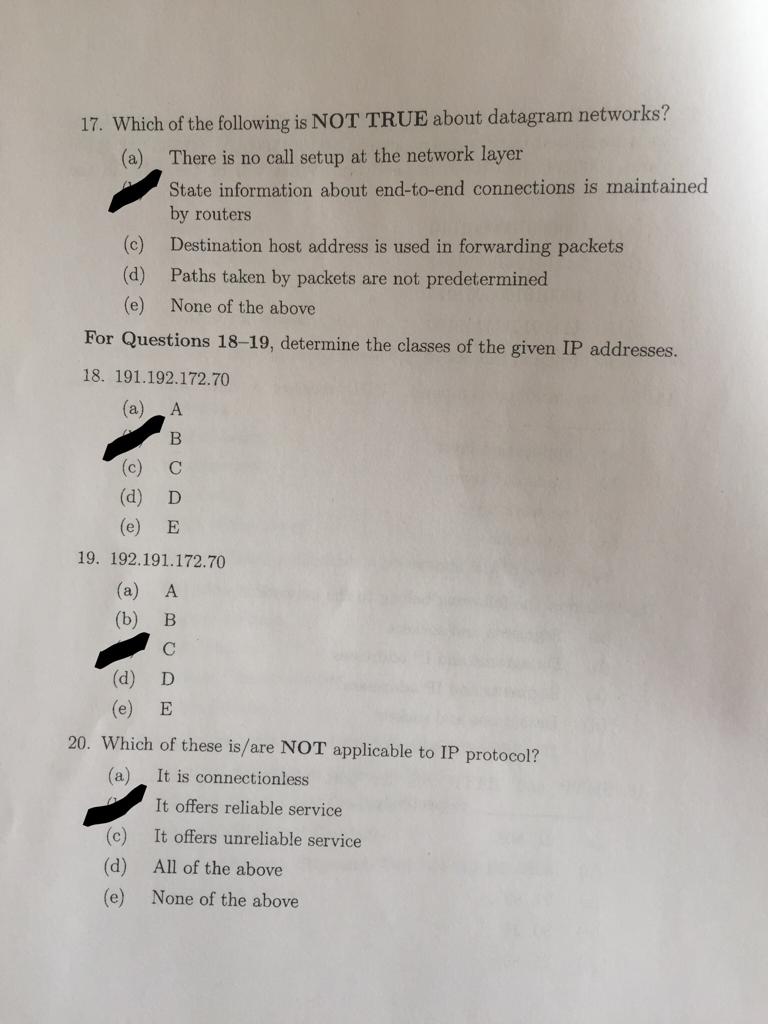 17. Which of the following is NOT TRUE about datagram networks?
(a) There is no call setup at the network layer
State information about end-to-end connections is maintained
by routers
(c) Destination host address is used in forwarding packets
(d) Paths taken by packets are not predetermined
(e) None of the above
For Questions 18–19, determine the classes of the given IP addresses.
18. 191.192.172.70
(a) A
B
(c) C
(d) D
(e) E
19. 192.191.172.70
(a) A
(b) B
C
(d) D
(e) E
20. Which of these is/are NOT applicable to IP protocol?
(a) It is connectionless
It offers reliable service
(c) It offers unreliable service
(d) All of the above
(e) None of the above